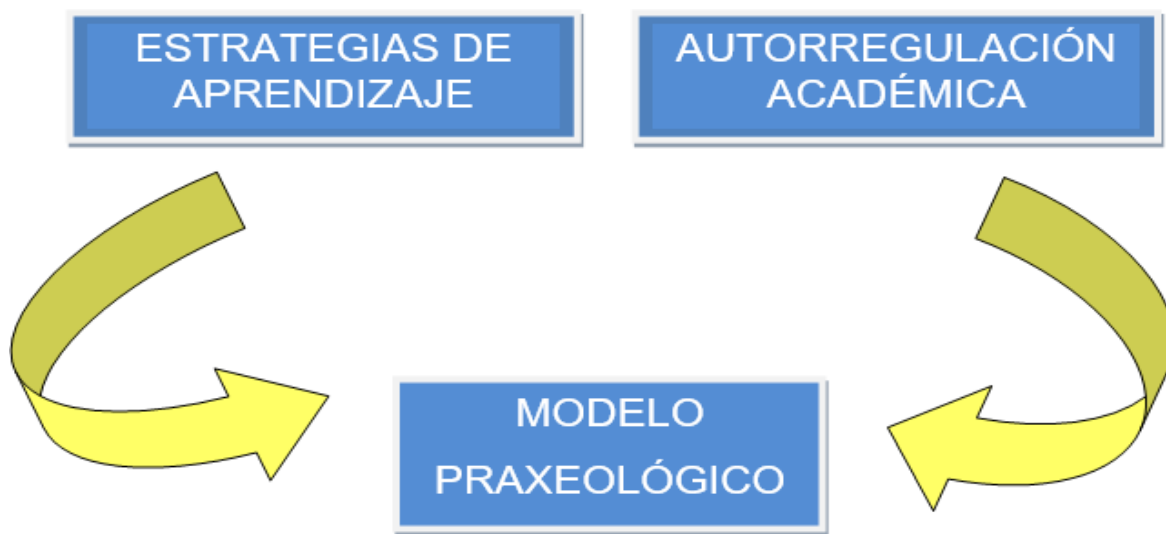 ESTRATEGIAS DE
APRENDIZAJE
AUTORREGULACIÓN
ACADÉMICA
MODELO
PRAXEOLÓGICO